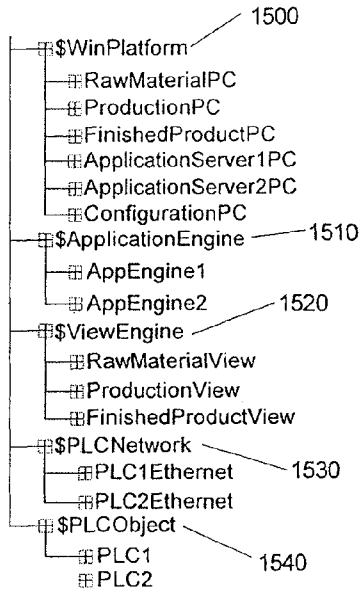 $WinPlatform 1500
RawMaterialPC
ProductionPC
FinishedProductPC
ApplicationServer1PC
ApplicationServer2PC
ConfigurationPC
$ApplicationEngine 1510
AppEngine1
AppEngine2
$ViewEngine 1520
RawMaterialView
ProductionView
FinishedProductView
$PLCNetwork 1530
PLC1Ethernet
PLC2Ethernet
$PLCObject 1540
PLC1
PLC2